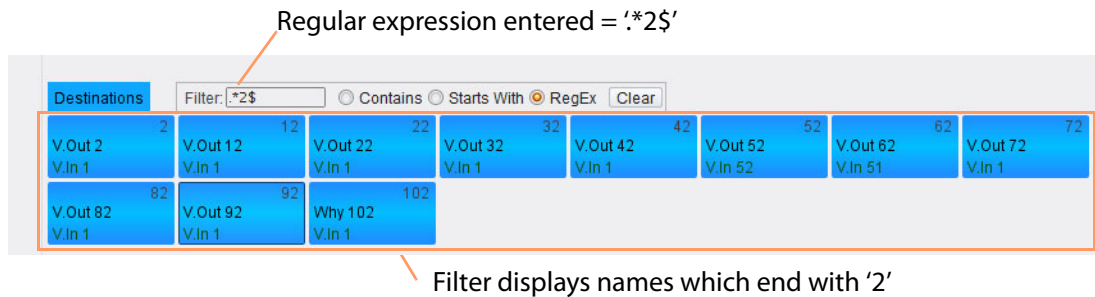 Regular expression entered = ‘.*2$’
Destinations Filter: .*2$ Contains Starts With RegEx Clear
2 12 22 32 42 52 62 72
V.Out 2 V.Out 12 V.Out 22 V.Out 32 V.Out 42 V.Out 52 V.Out 62 V.Out 72
V.In 1 V.In 1 V.In 1 V.In 1 V.In 1 V.In 52 V.In 51 V.In 1
82 92 102
V.Out 82 V.Out 92 Why 102
V.In 1 V.In 1 V.In 1
Filter displays names which end with ‘2’